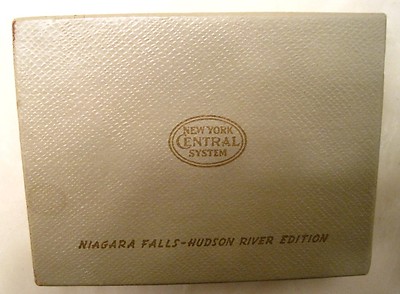 NEW YORK
CENTRAL
SYSTEM
NIAGARA FALLS-HUDSON RIVER EDITION